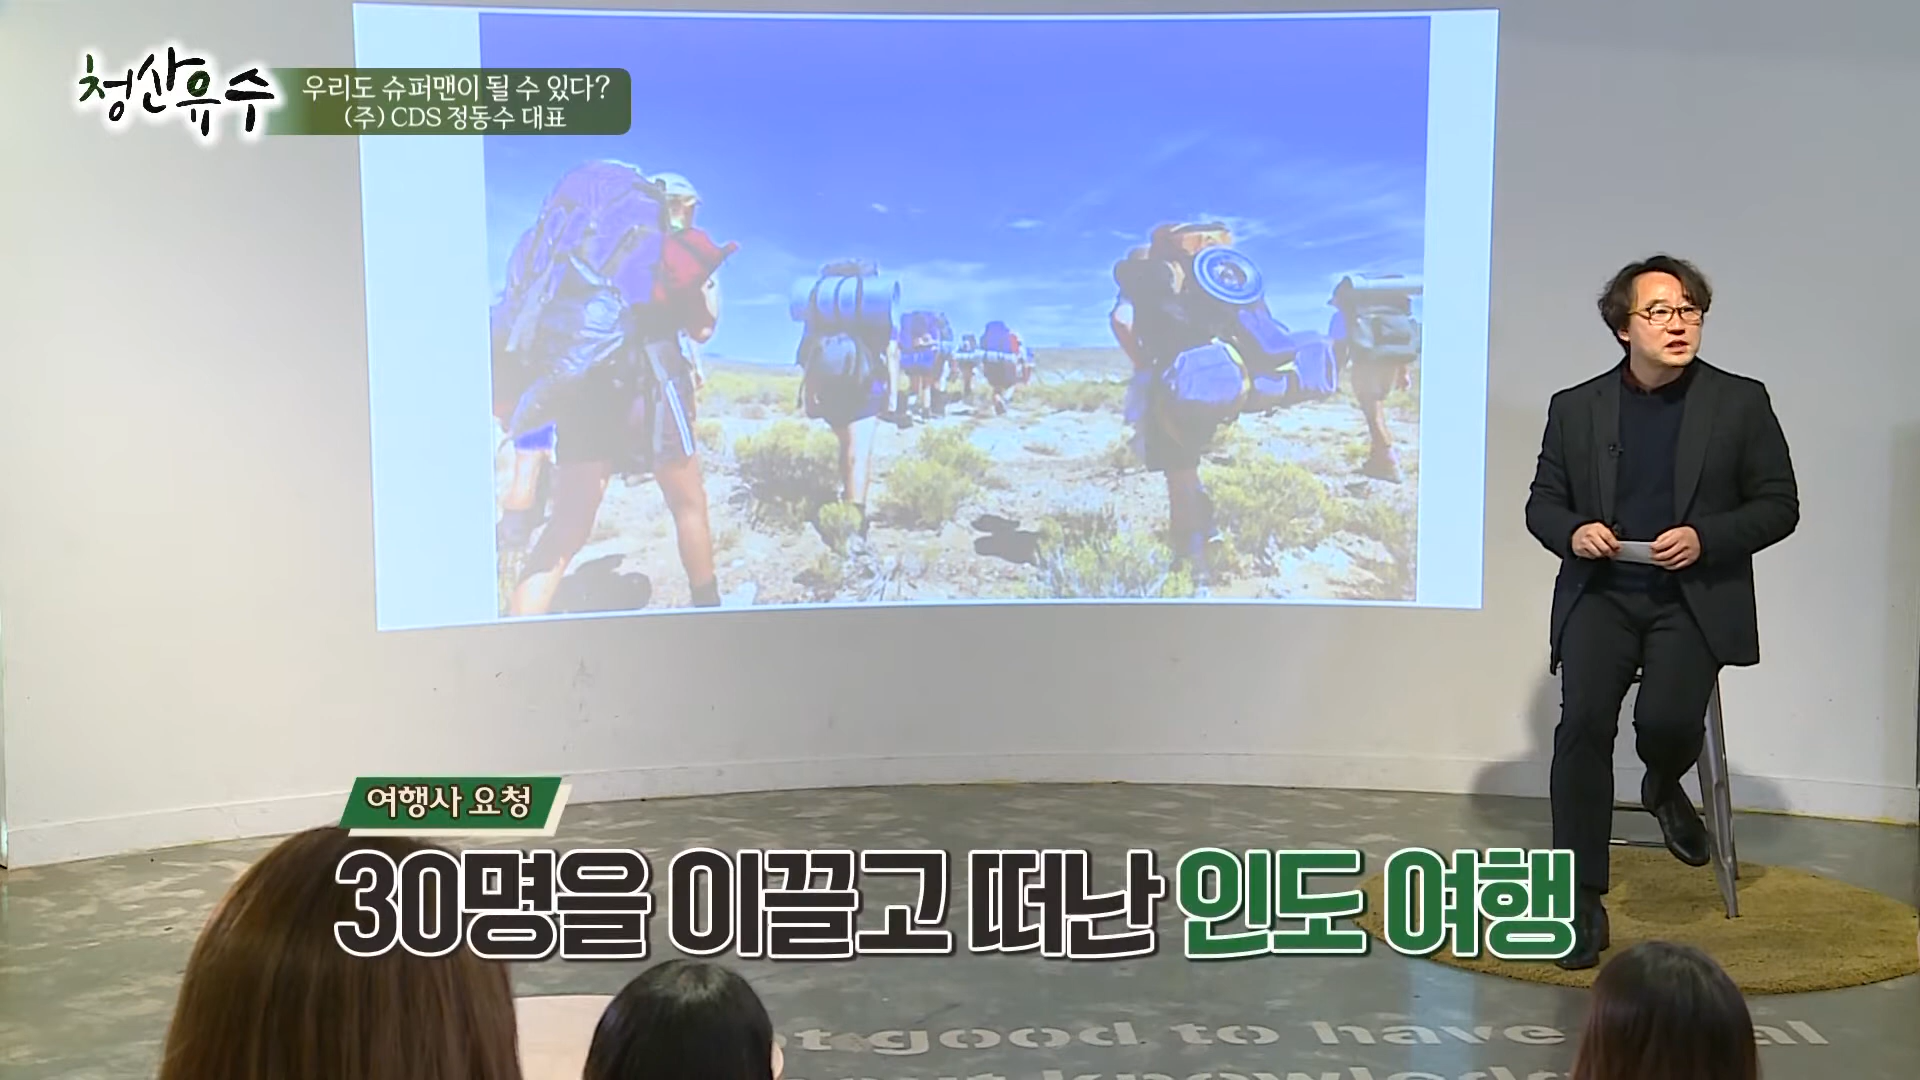 청산유수
우리도 슈퍼맨이 될 수 있다?
(주) CDS 정동수 대표
여행사 요청
30명을 이끌고 떠난 인도 여행
good to have